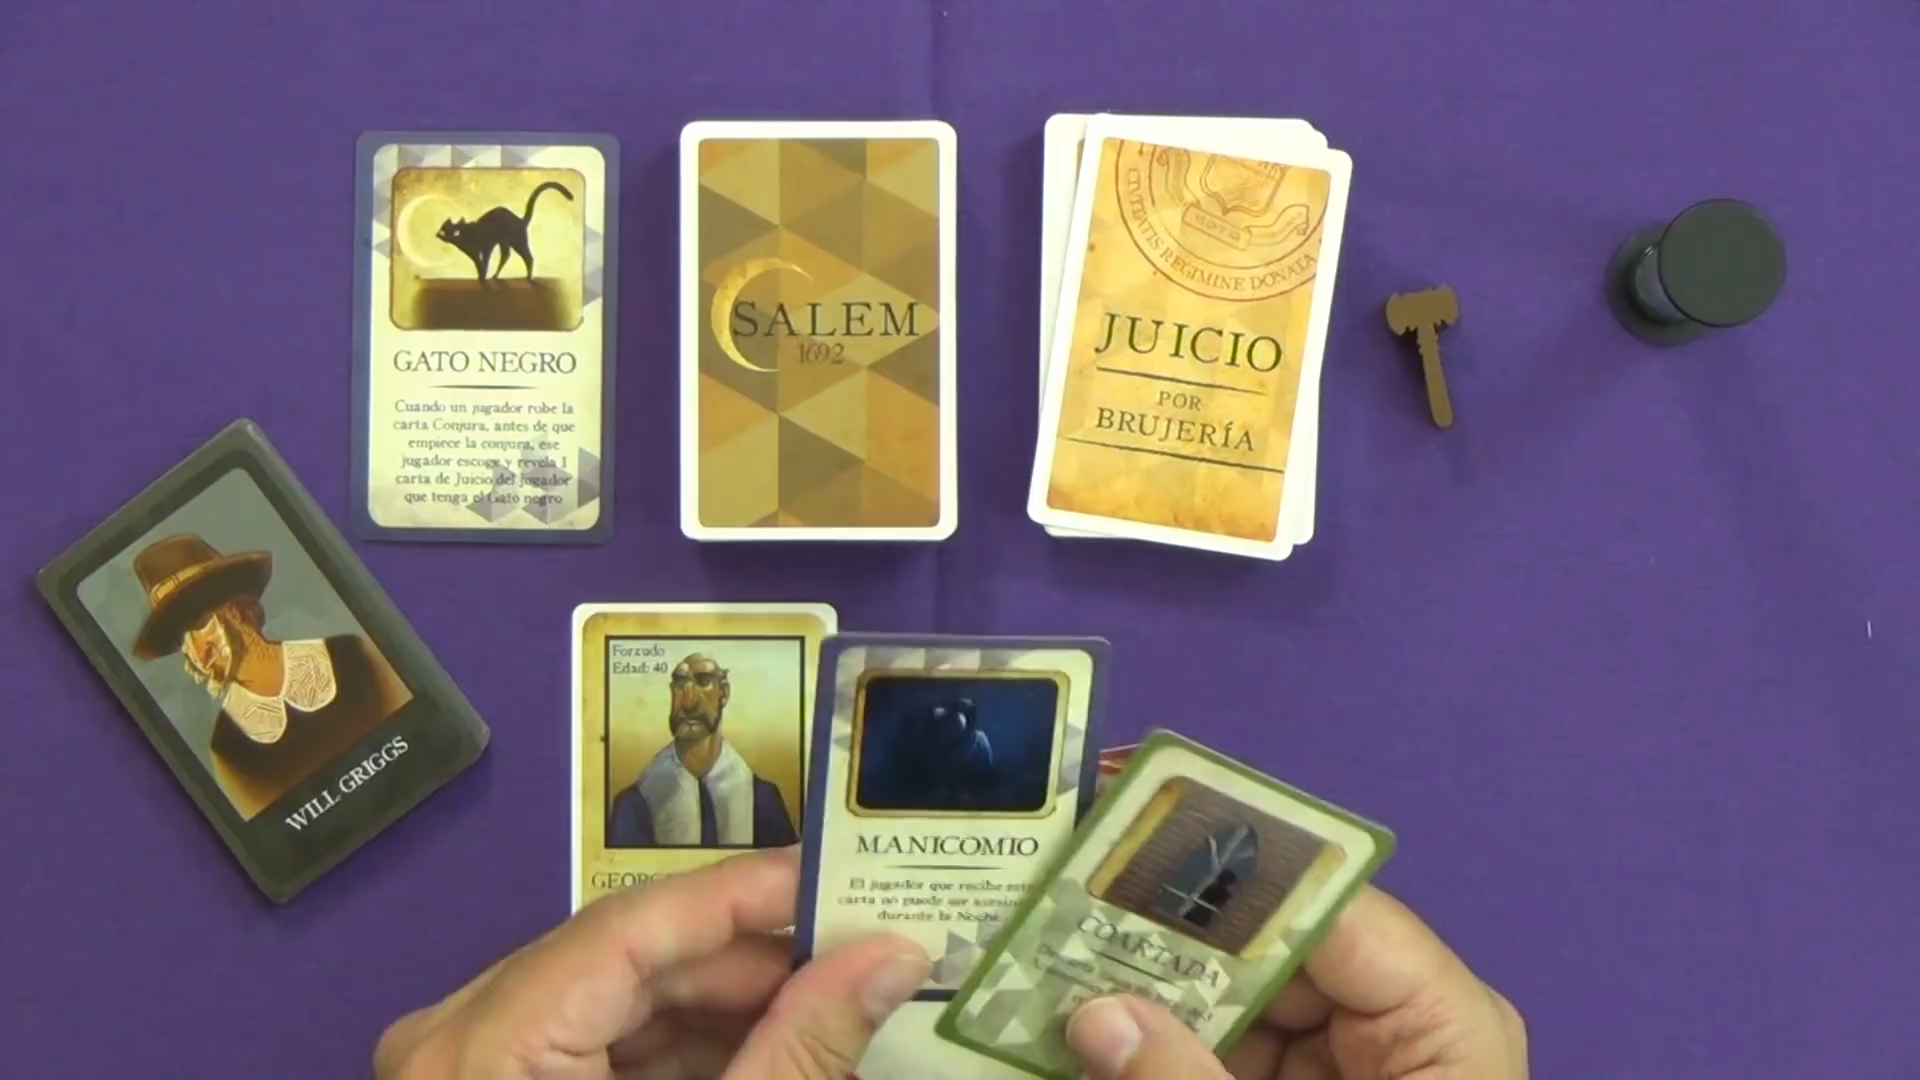 GATO NEGRO
Cuando un jugador robe la
carta Conjura, antes de que
empiece la conjura, ese
jugador escoge y revela 1
carta de Juicio del jugador
que tenga el Gato negro
SALEM
1692
CIVITATIS REGIMINE DONATA
JUICIO
POR
BRUJERÍA
WILL GRIGGS
Forzudo
Edad: 40
GEORG
MANICOMIO
El jugador que recibe esta
carta no puede ser asesin
durante la Noche
COARTADA